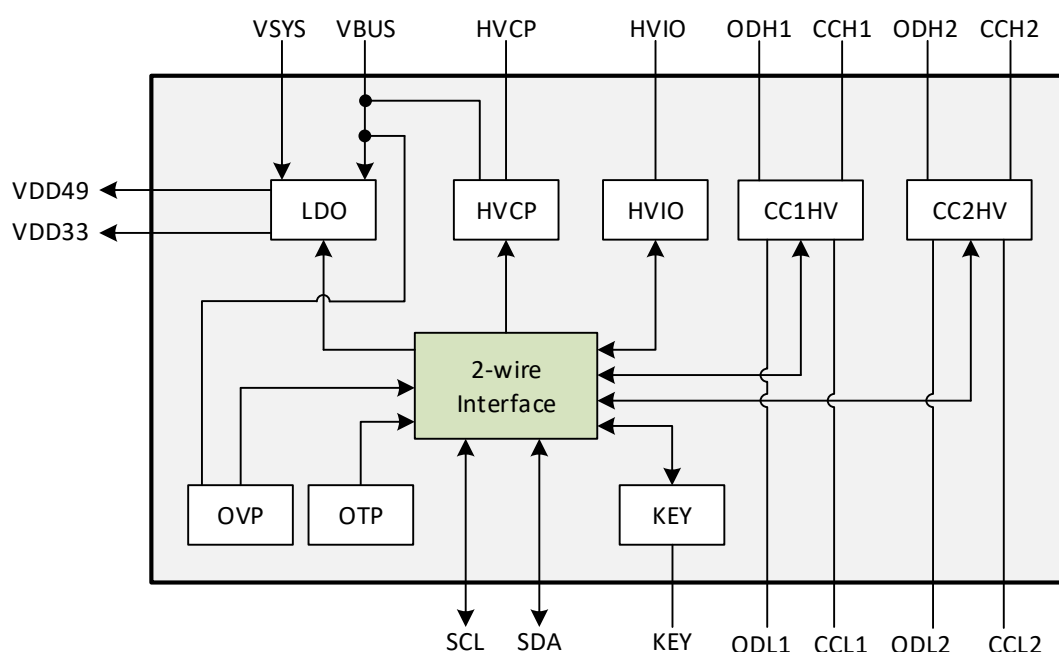 VSYS VBUS HVCP HVIO ODH1 CCH1 ODH2 CCH2
VDD49
VDD33
LDO HVCP HVIO CC1HV CC2HV
2-wire
Interface
OVP OTP KEY
SCL SDA KEY ODL1 CCL1 ODL2 CCL2